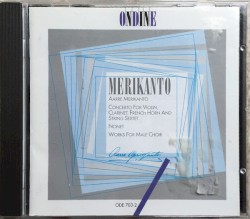 ONDINE
MERIKANTO
AARRE MERIKANTO
CONCERTO FOR VIOLIN,
CLARINET, FRENCH HORN AND
STRING SEXTET
NONET
WORKS FOR MALE CHOIR
ODE 703-2